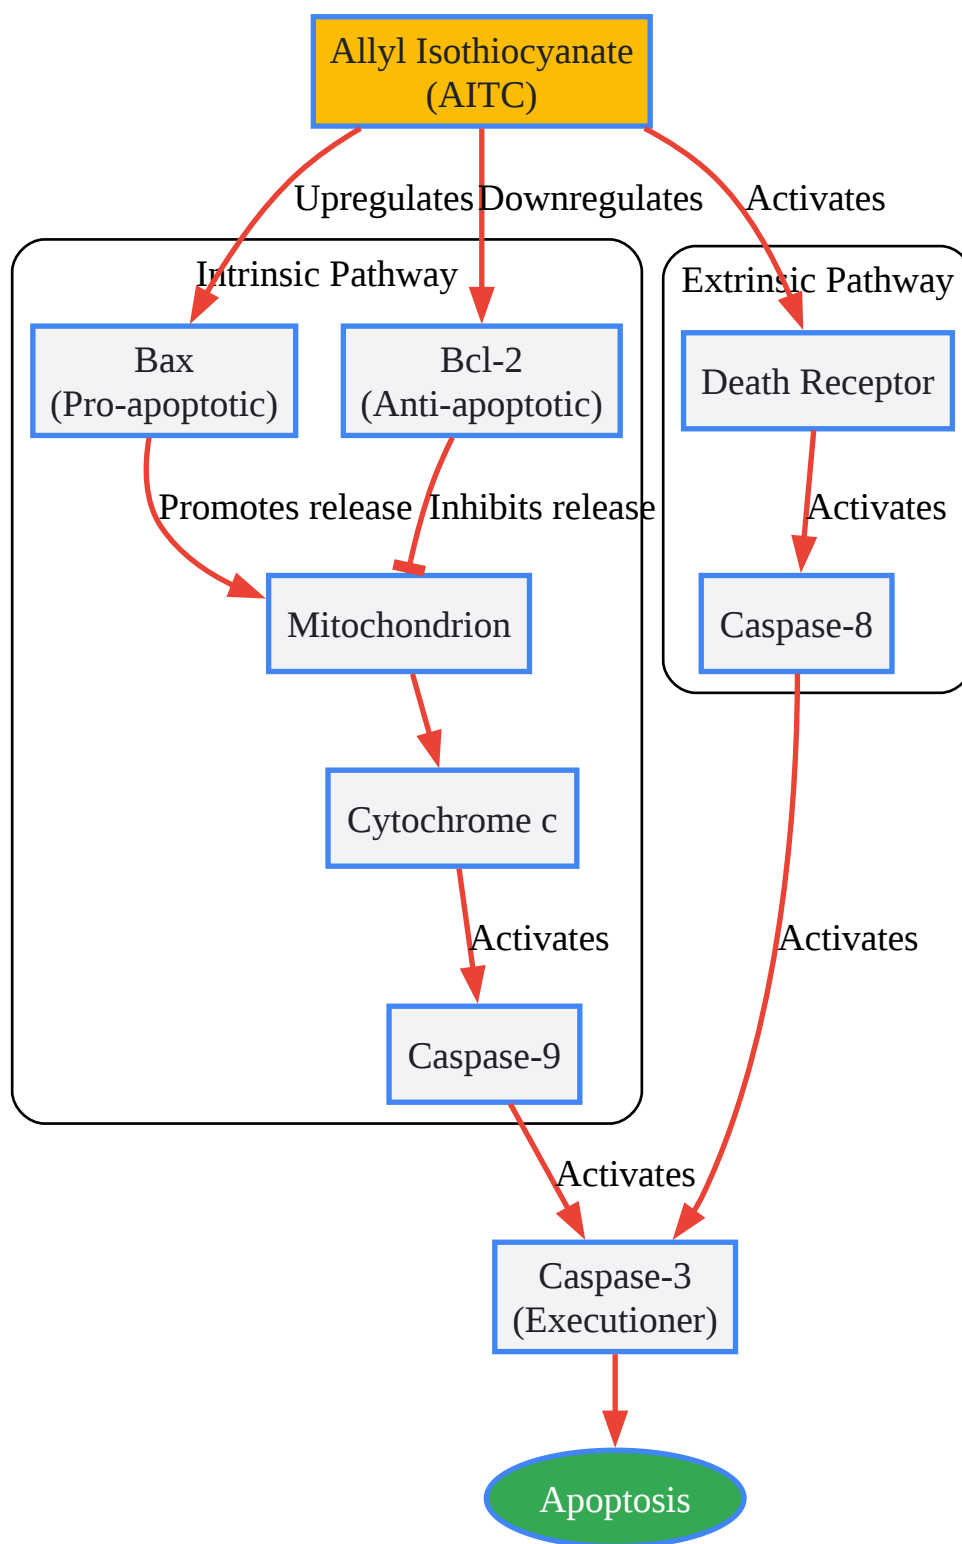 Allyl Isothiocyanate
(AITC)
Upregulates
Downregulates
Activates
Intrinsic Pathway
Extrinsic Pathway
Bax
(Pro-apoptotic)
Bcl-2
(Anti-apoptotic)
Death Receptor
Promotes release
Inhibits release
Activates
Mitochondrion
Caspase-8
Cytochrome c
Activates
Activates
Caspase-9
Activates
Caspase-3
(Executioner)
Apoptosis